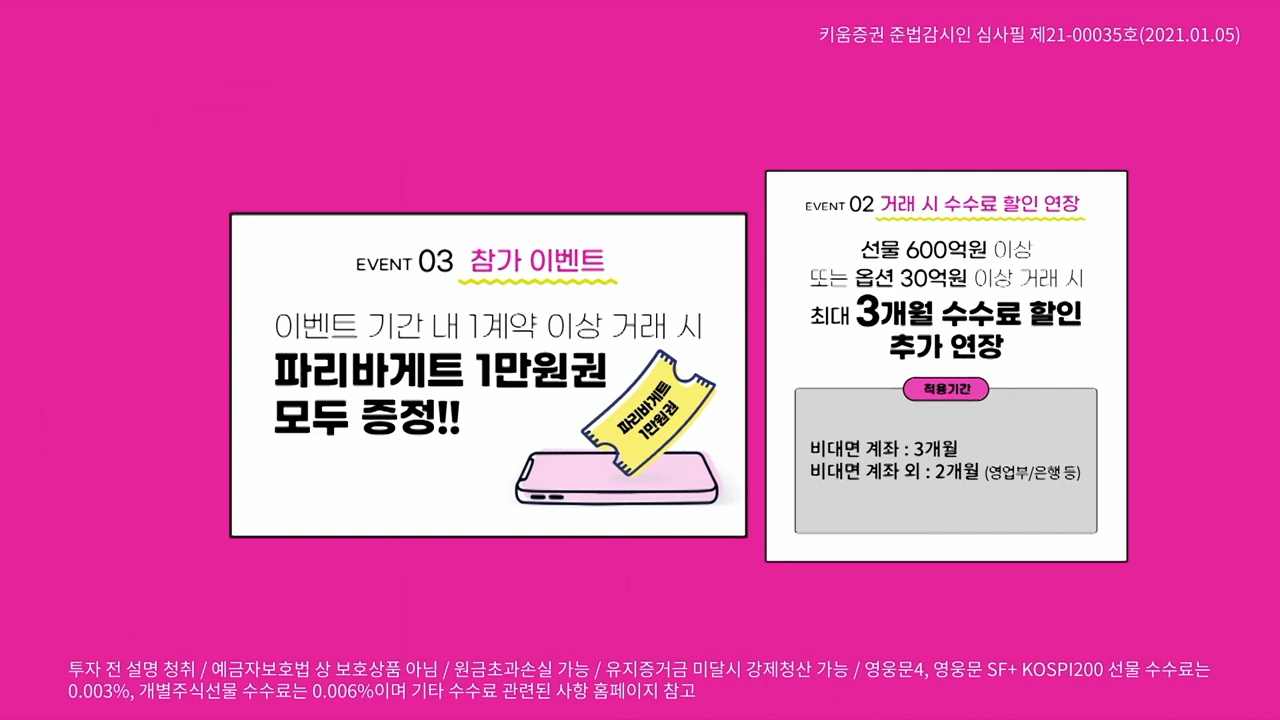 키움증권 준법감시인 심사필 제21-00035호(2021.01.05)
EVENT 03 참가 이벤트
이벤트 기간 내 1계약 이상 거래 시
파리바게트 1만원권
모두 증정!!
파리바게트
1만원권
EVENT 02 거래 시 수수료 할인 연장
선물 600억원 이상
또는 옵션 30억원 이상 거래 시
최대 3개월 수수료 할인
추가 연장
적용기간
비대면 계좌 : 3개월
비대면 계좌 외 : 2개월 (영업부/은행 등)
투자 전 설명 청취 / 예금자보호법 상 보호상품 아님 / 원금초과손실 가능 / 유지증거금 미달시 강제청산 가능 / 영웅문4, 영웅문 SF+ KOSPI200 선물 수수료는
0.003%, 개별주식선물 수수료는 0.006%이며 기타 수수료 관련된 사항 홈페이지 참고